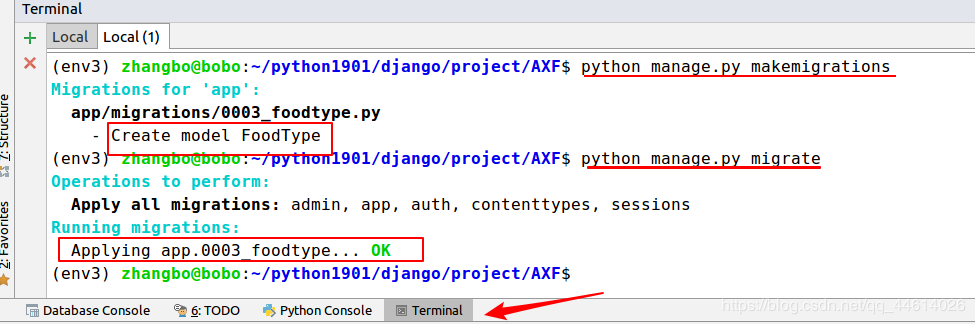 Terminal
Local Local (1)
(env3) zhangbo@bobo:~/python1901/django/project/AXF$ python manage.py makemigrations
Migrations for 'app':
app/migrations/0003_foodtype.py
- Create model FoodType
(env3) zhangbo@bobo:~/python1901/django/project/AXF$ python manage.py migrate
Operations to perform:
Apply all migrations: admin, app, auth, contenttypes, sessions
Running migrations:
Applying app.0003_foodtype... OK
(env3) zhangbo@bobo:~/python1901/django/project/AXF$
7: Structure
2: Favorites
Database Console 6: TODO Python Console Terminal
https://blog.csdn.net/qq_44614026